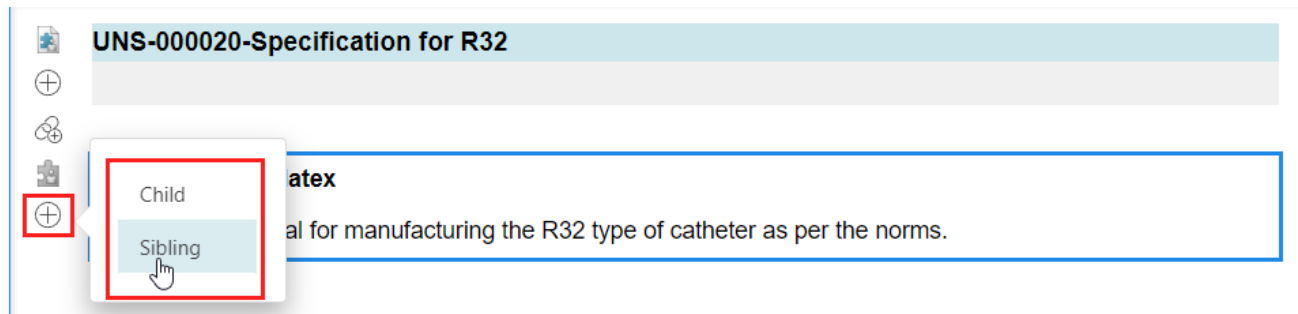 UNS-000020-Specification for R32
atex
Child
al for manufacturing the R32 type of catheter as per the norms.
Sibling